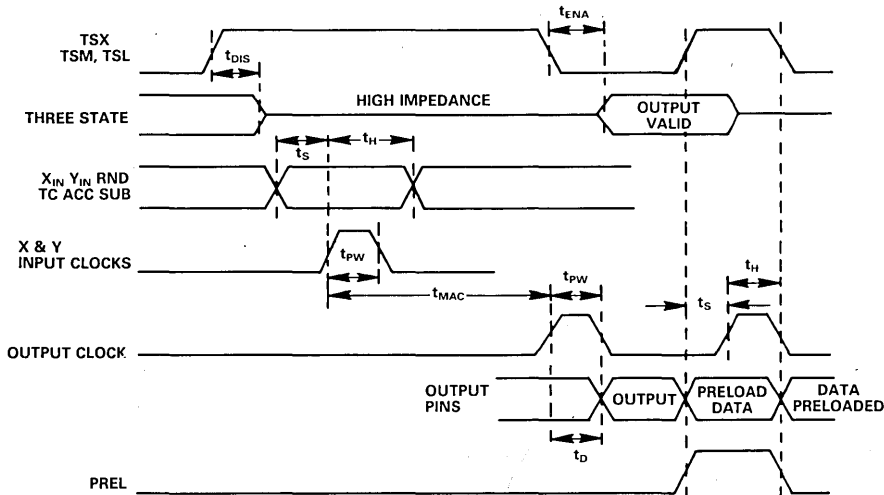 TSX
TSM, TSL
tDIS
tENA
THREE STATE
HIGH IMPEDANCE
OUTPUT
VALID
tS
tH
XIN YIN RND
TC ACC SUB
X & Y
INPUT CLOCKS
tPW
tMAC
tPW
tH
tS
OUTPUT CLOCK
OUTPUT
PINS
OUTPUT
PRELOAD
DATA
DATA
PRELOADED
tD
PREL